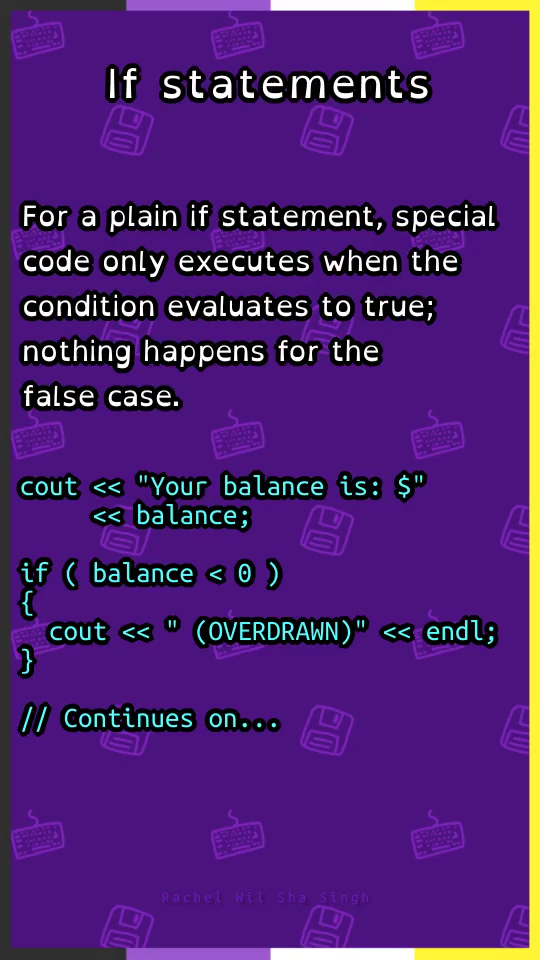 If statements
For a plain if statement, special
code only executes when the
condition evaluates to true;
nothing happens for the
false case.
cout << "Your balance is: $"
     << balance;
if ( balance < 0 )
{
  cout << " (OVERDRAWN)" << endl;
}
// Continues on...
Rachel Wil Sha Singh